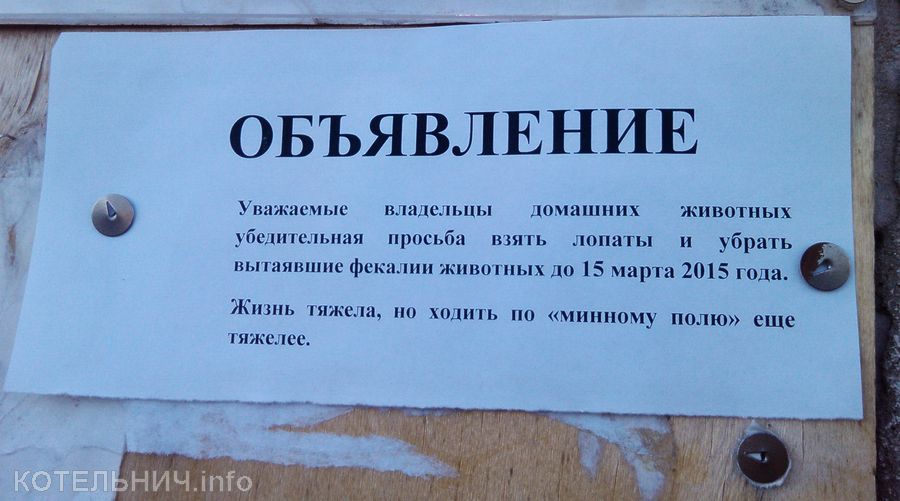 ОБЪЯВЛЕНИЕ
Уважаемые владельцы домашних животных
убедительная просьба взять лопаты и убрать
вытаявшие фекалии животных до 15 марта 2015 года.
Жизнь тяжела, но ходить по «минному полю» еще
тяжелее.
КОТЕЛЬНИЧ.info